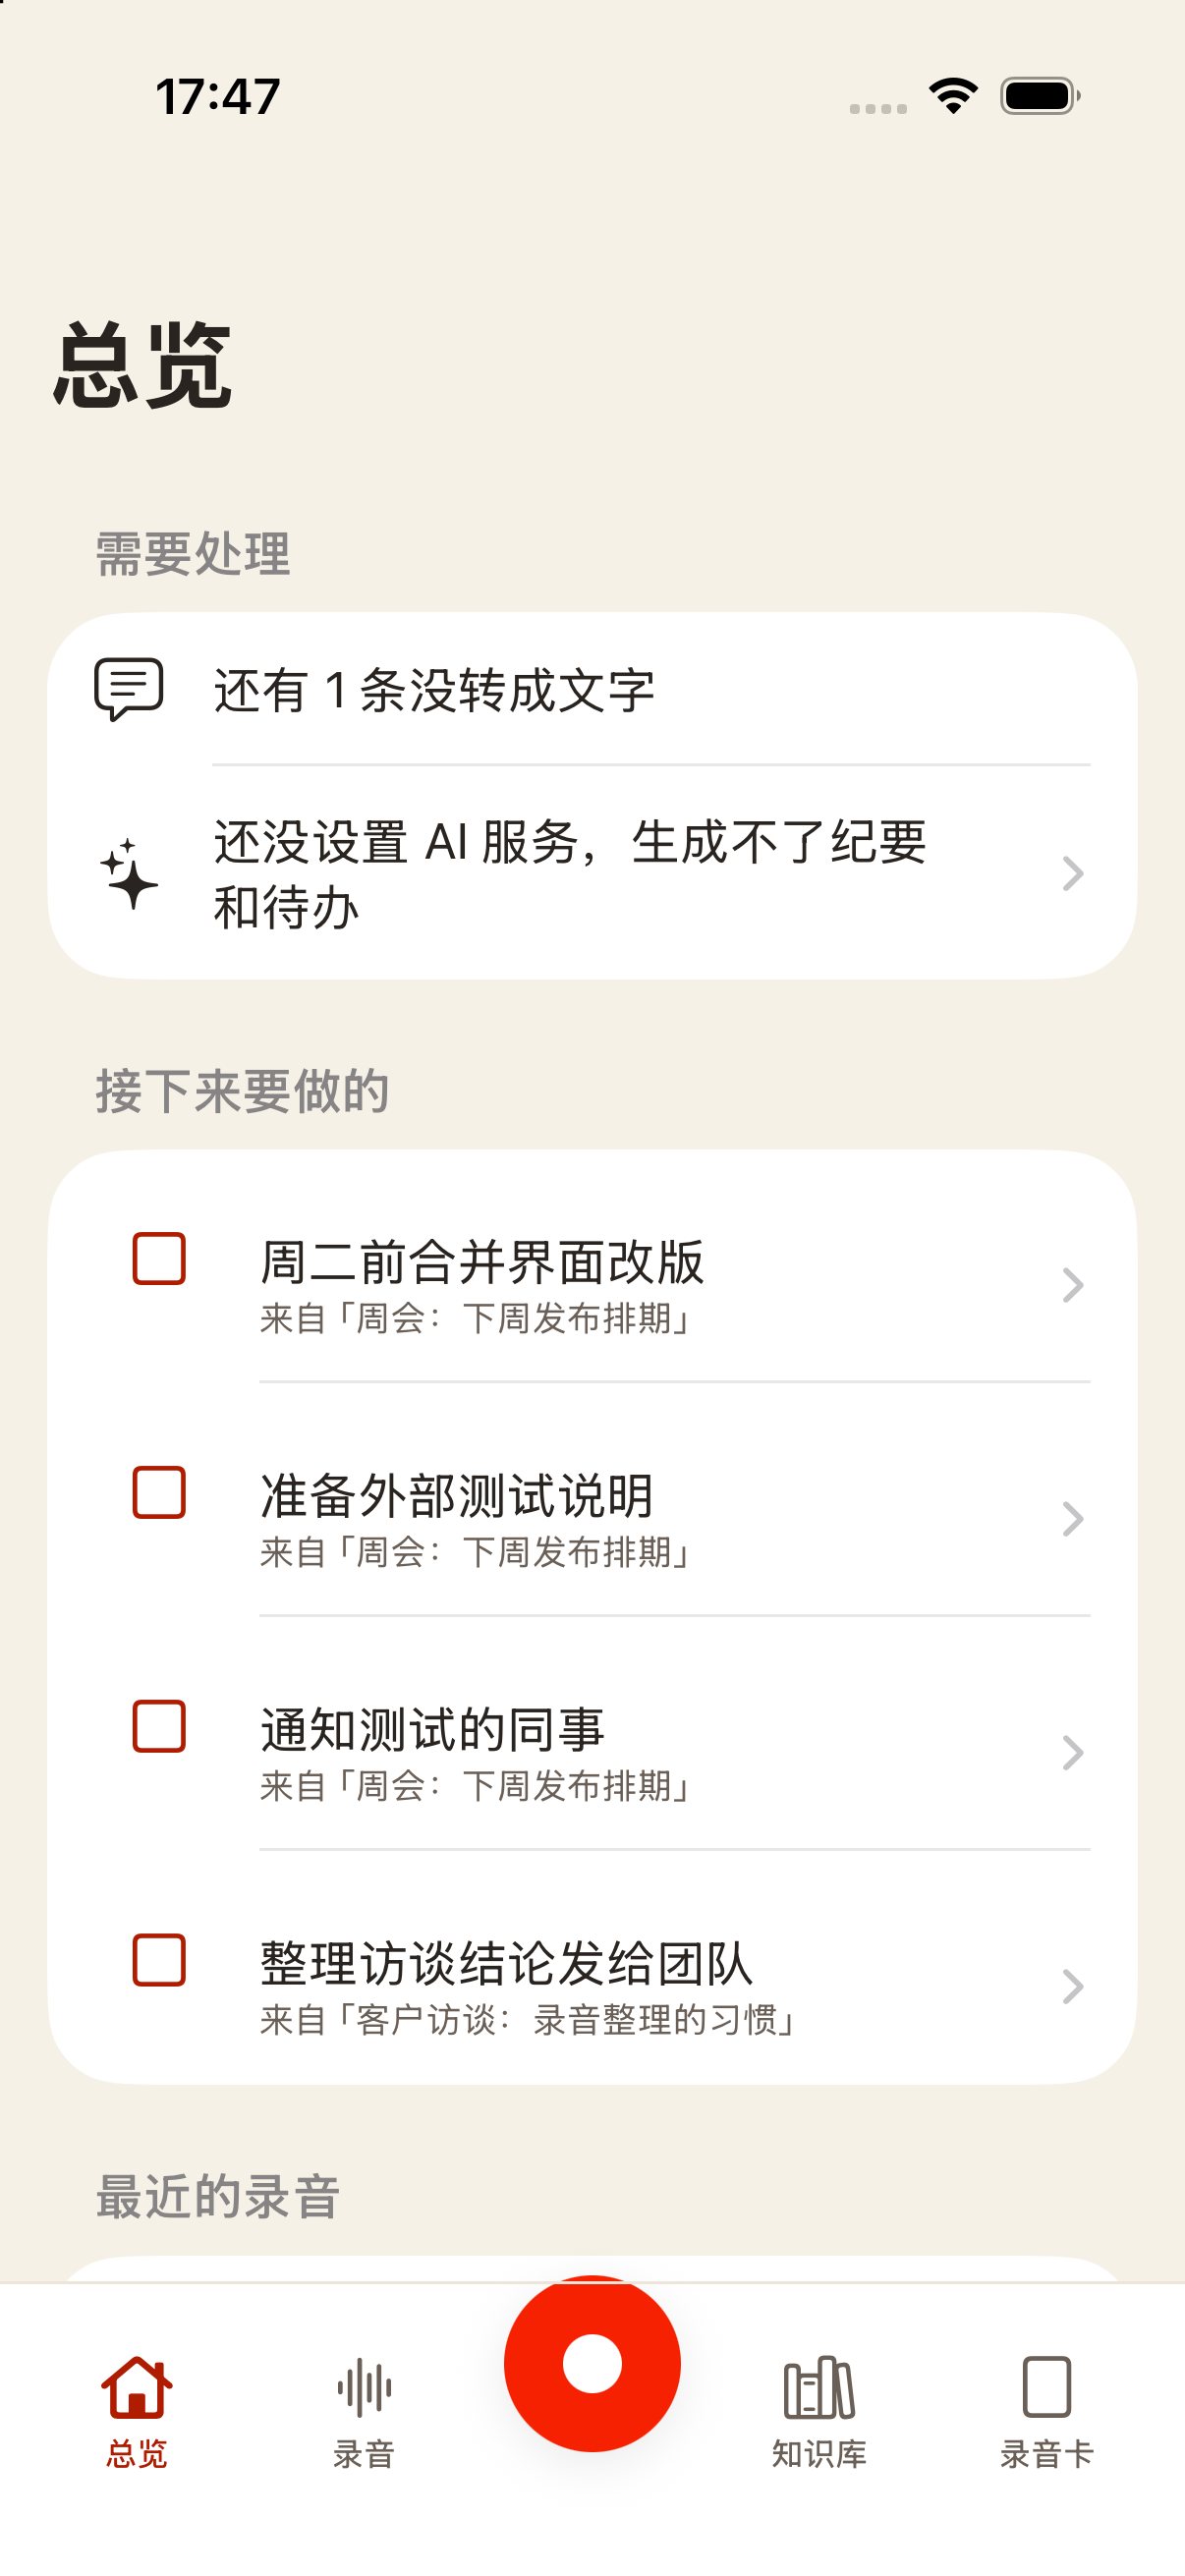 17:47
总览
需要处理
还有 1 条没转成文字
还没设置 AI 服务，生成不了纪要
和待办
接下来要做的
周二前合并界面改版
来自「周会：下周发布排期」
准备外部测试说明
来自「周会：下周发布排期」
通知测试的同事
来自「周会：下周发布排期」
整理访谈结论发给团队
来自「客户访谈：录音整理的习惯」
最近的录音
总览
录音
知识库
录音卡